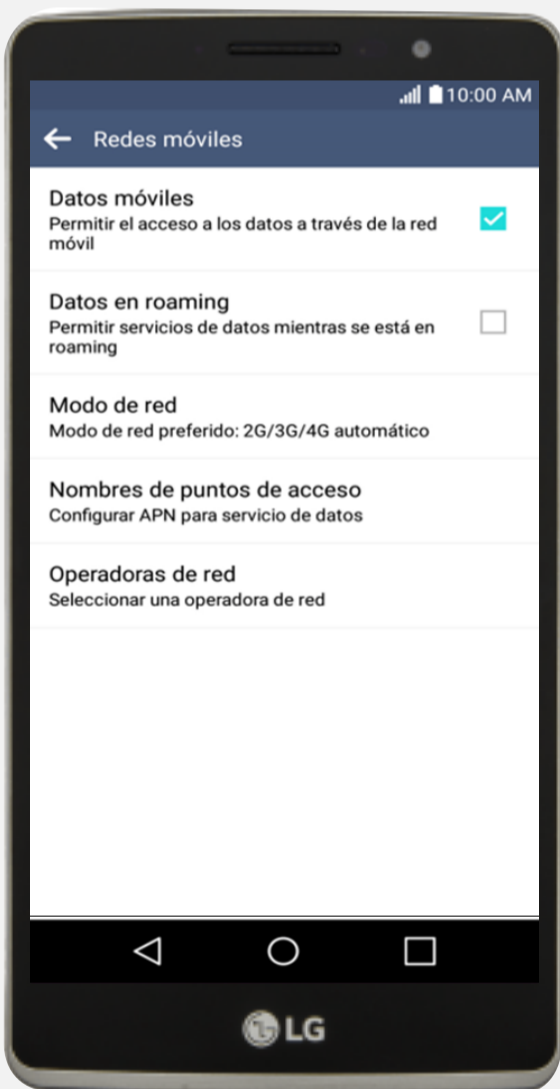 10:00 AM
Redes móviles
Datos móviles
Permitir el acceso a los datos a través de la red
móvil
Datos en roaming
Permitir servicios de datos mientras se está en
roaming
Modo de red
Modo de red preferido: 2G/3G/4G automático
Nombres de puntos de acceso
Configurar APN para servicio de datos
Operadoras de red
Seleccionar una operadora de red
LG